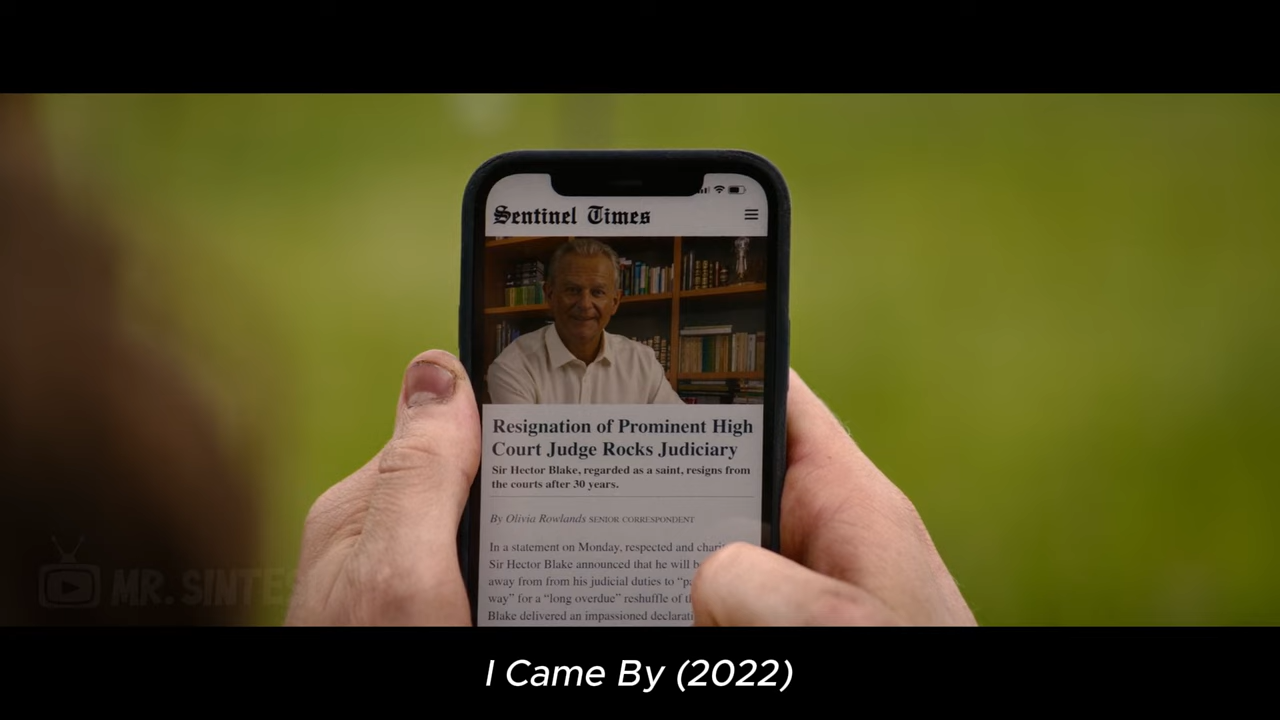 Sentinel Times
Resignation of Prominent High
Court Judge Rocks Judiciary
Sir Hector Blake, regarded as a saint, resigns from
the courts after 30 years.
By Olivia Rowlands SENIOR CORRESPONDENT
In a statement on Monday, respected and
Sir Hector Blake announced that he will
away from from his judicial duties to
way” for a “long overdue” reshuffle of
Blake delivered an impassioned
MR. SINTES
I Came By (2022)